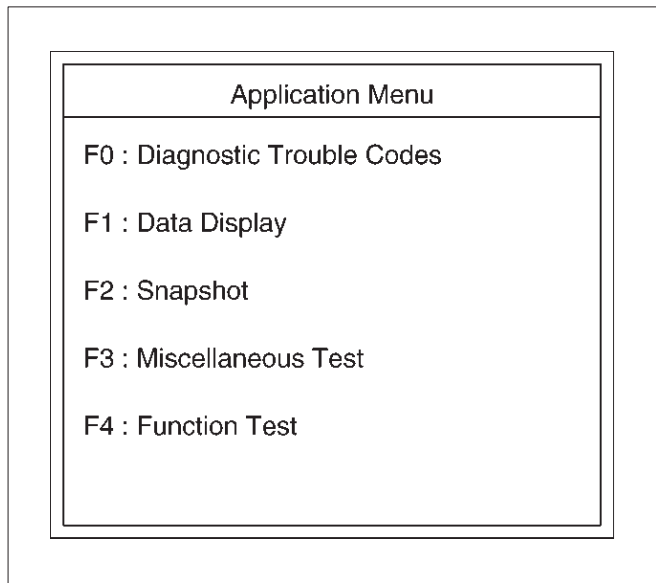 Application Menu
F0 : Diagnostic Trouble Codes
F1 : Data Display
F2 : Snapshot
F3 : Miscellaneous Test
F4 : Function Test